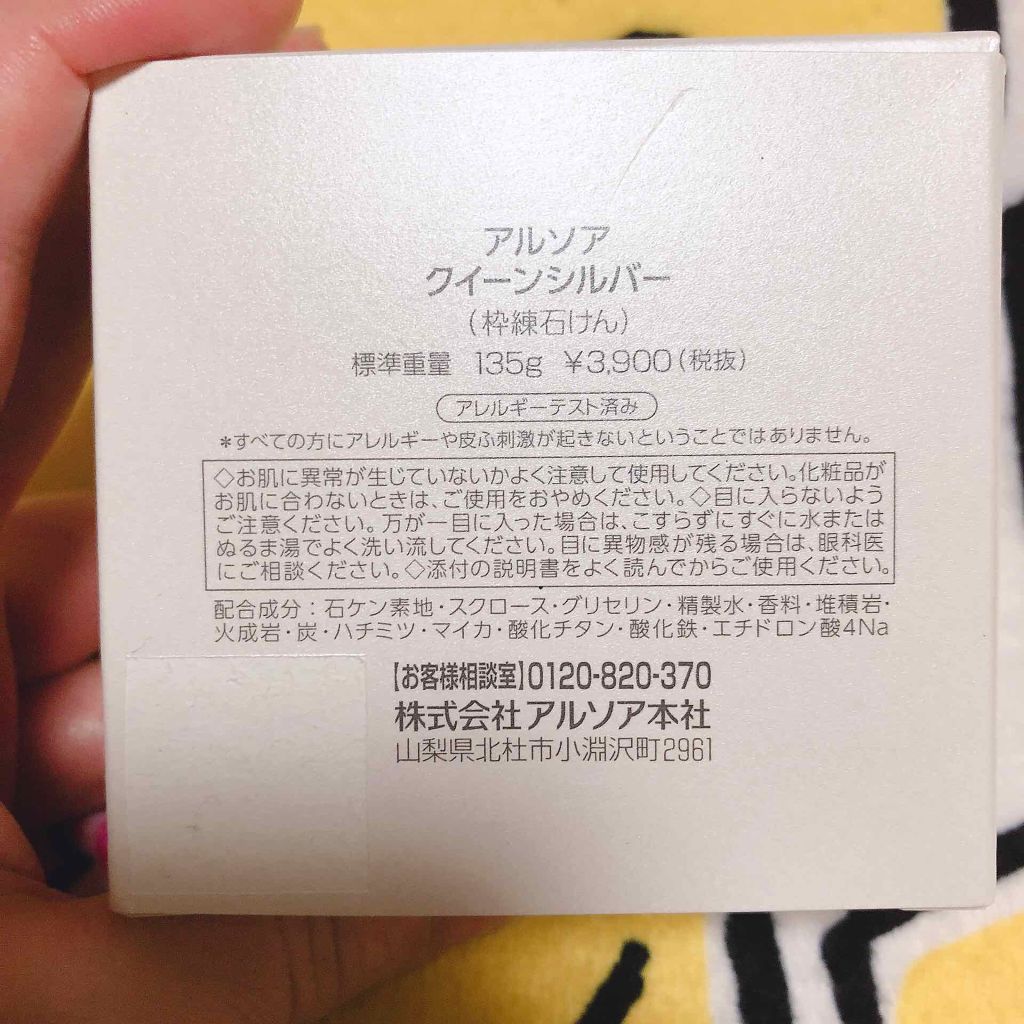 アルソア
クイーンシルバー
(枠練石けん)
標準重量 135g ¥3,900(税抜)
アレルギーテスト済み
*すべての方にアレルギーや皮ふ刺激が起きないということではありません。
◇お肌に異常が生じていないかよく注意して使用してください。化粧品が
お肌に合わないときは、ご使用をおやめください。◇目に入らないよう
ご注意ください。万が一目に入った場合は、こすらずにすぐに水または
ぬるま湯でよく洗い流してください。目に異物感が残る場合は、眼科医
にご相談ください。◇添付の説明書をよく読んでからご使用ください。
配合成分：石ケン素地・スクロース・グリセリン・精製水・香料・堆積岩・
火成岩・炭・ハチミツ・マイカ・酸化チタン・酸化鉄・エチドロン酸4Na
【お客様相談室】0120-820-370
株式会社アルソア本社
山梨県北杜市小淵沢町2961